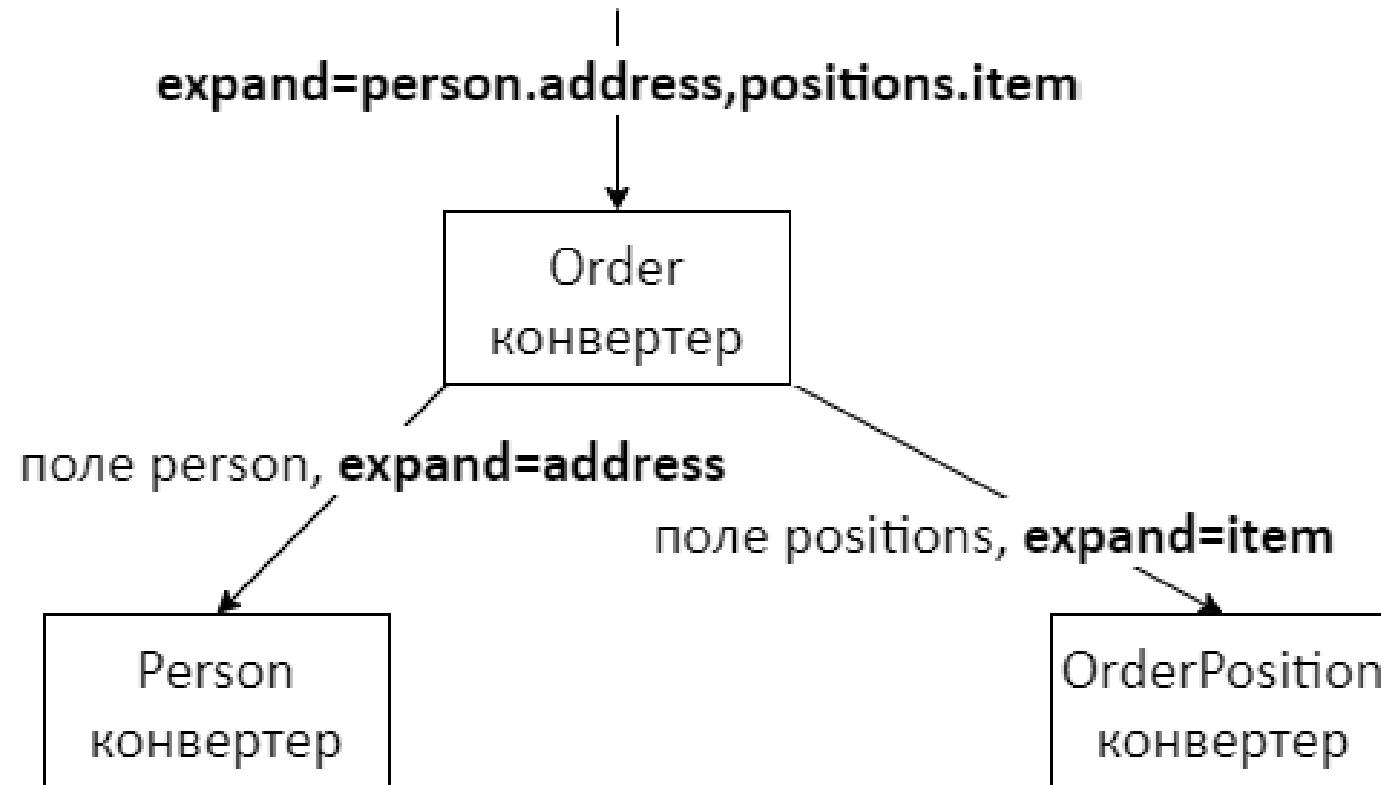 expand=person.address,positions.item
Order
конвертер
поле person, expand=address
поле positions, expand=item
Person
конвертер
OrderPosition
конвертер